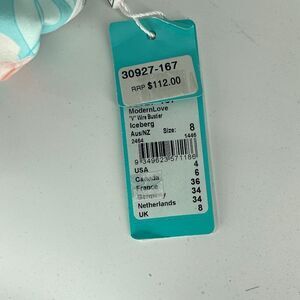 30927-167
RRP $112.00
ModernLove
"V" Wire Bustier
Iceberg
Aus/NZ Size: 8
2464 1446
9 349623 571186
USA 4
Canada 6
France 36
Germany 34
Netherlands 34
UK 8